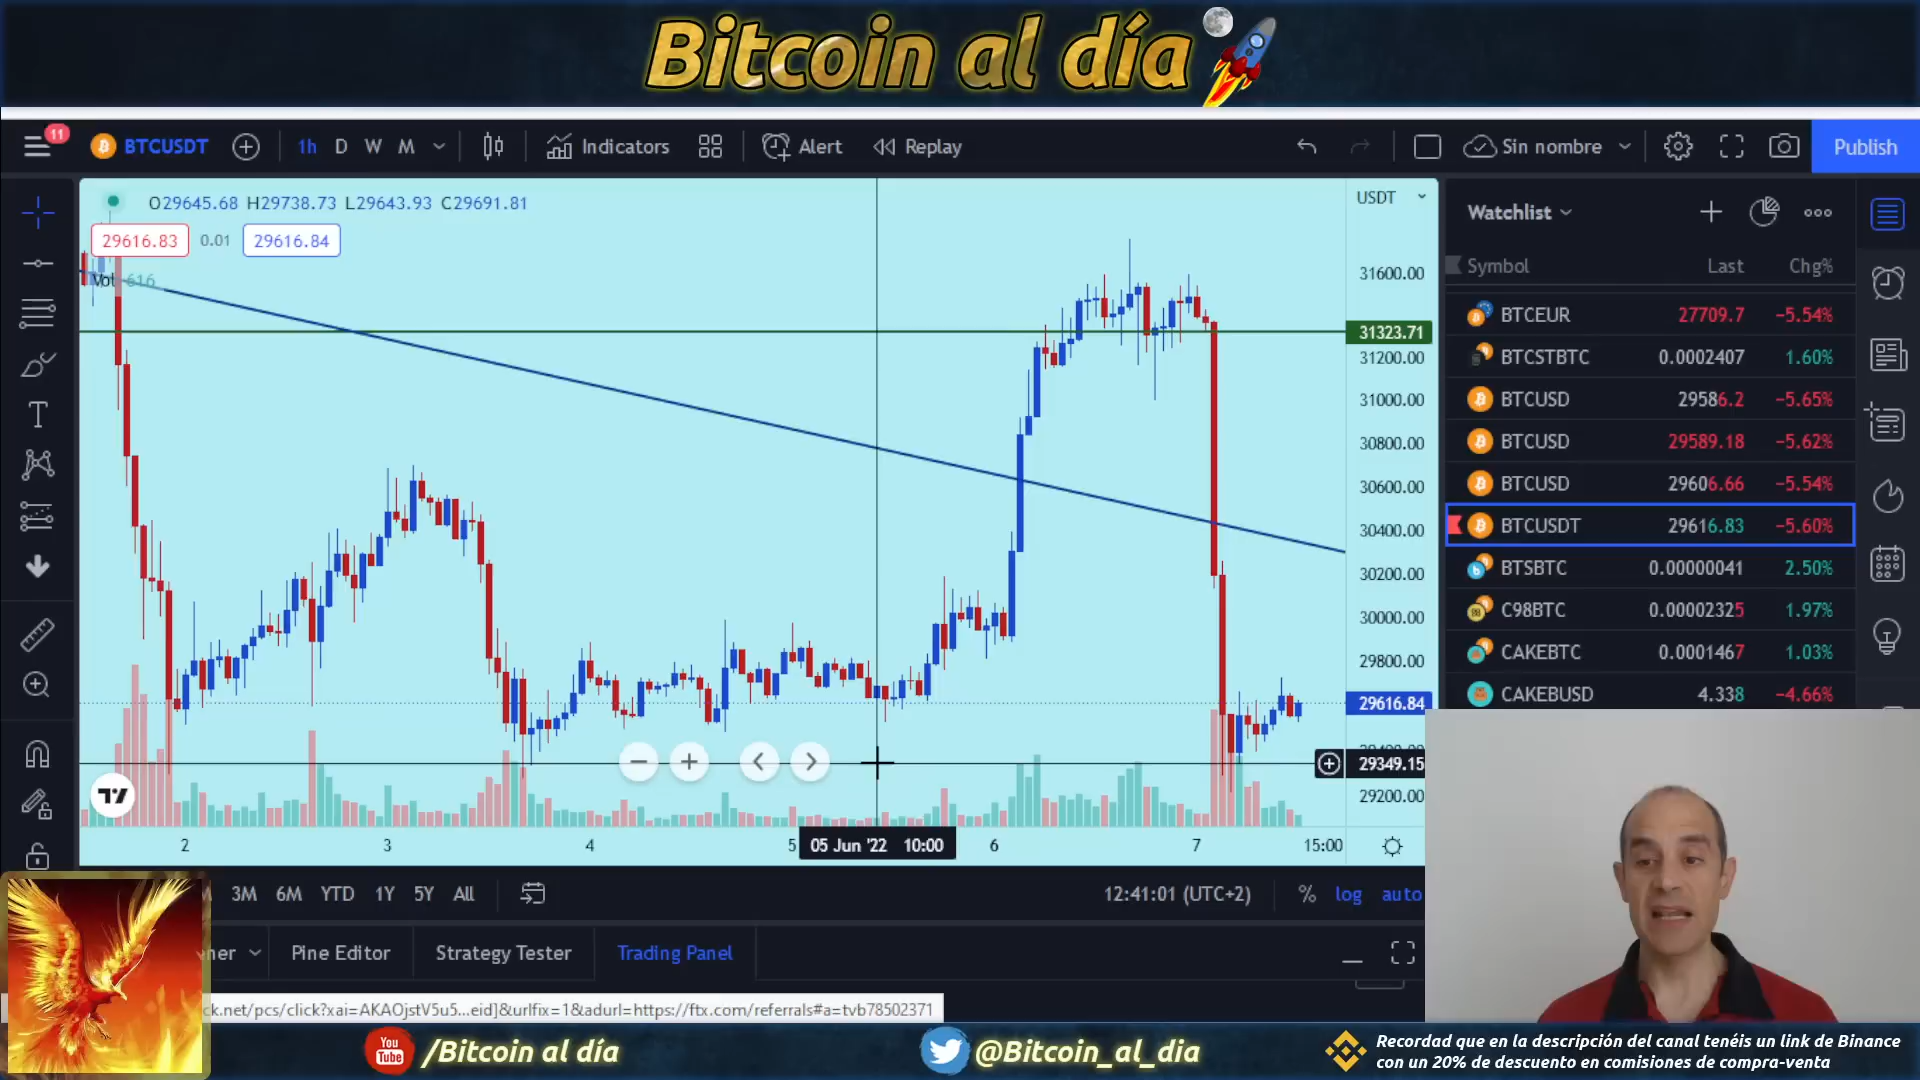 Bitcoin al día
11
BTCUSDT
1h D W M
Indicators
Alert
Replay
Sin nombre
Publish
O29645.68 H29738.73 L29643.93 C29691.81
29616.83 0.01 29616.84
Vol 616
USDT
31600.00
31323.71
31200.00
31000.00
30800.00
30600.00
30400.00
30200.00
30000.00
29800.00
29616.84
29349.15
29200.00
2 3 4 5 05 Jun '22 10:00 6 7 15:00
Watchlist
Symbol Last Chg%
BTCEUR 27709.7 −5.54%
BTCSTBTC 0.0002407 1.60%
BTCUSD 29586.2 −5.65%
BTCUSD 29589.18 −5.62%
BTCUSD 29606.66 −5.54%
BTCUSDT 29616.83 −5.60%
BTSBTC 0.00000041 2.50%
C98BTC 0.00002325 1.97%
CAKEBTC 0.0001467 1.03%
CAKEBUSD 4.338 −4.66%
3M 6M YTD 1Y 5Y All
12:41:01 (UTC+2) % log auto
ner Pine Editor Strategy Tester Trading Panel
ck.net/pcs/click?xai=AKAOjstV5u5...eid]&urlfix=1&adurl=https://ftx.com/referrals#a=tvb78502371
You Tube /Bitcoin al día
@Bitcoin_al_dia
Recordad que en la descripción del canal tenéis un link de Binance
con un 20% de descuento en comisiones de compra-venta